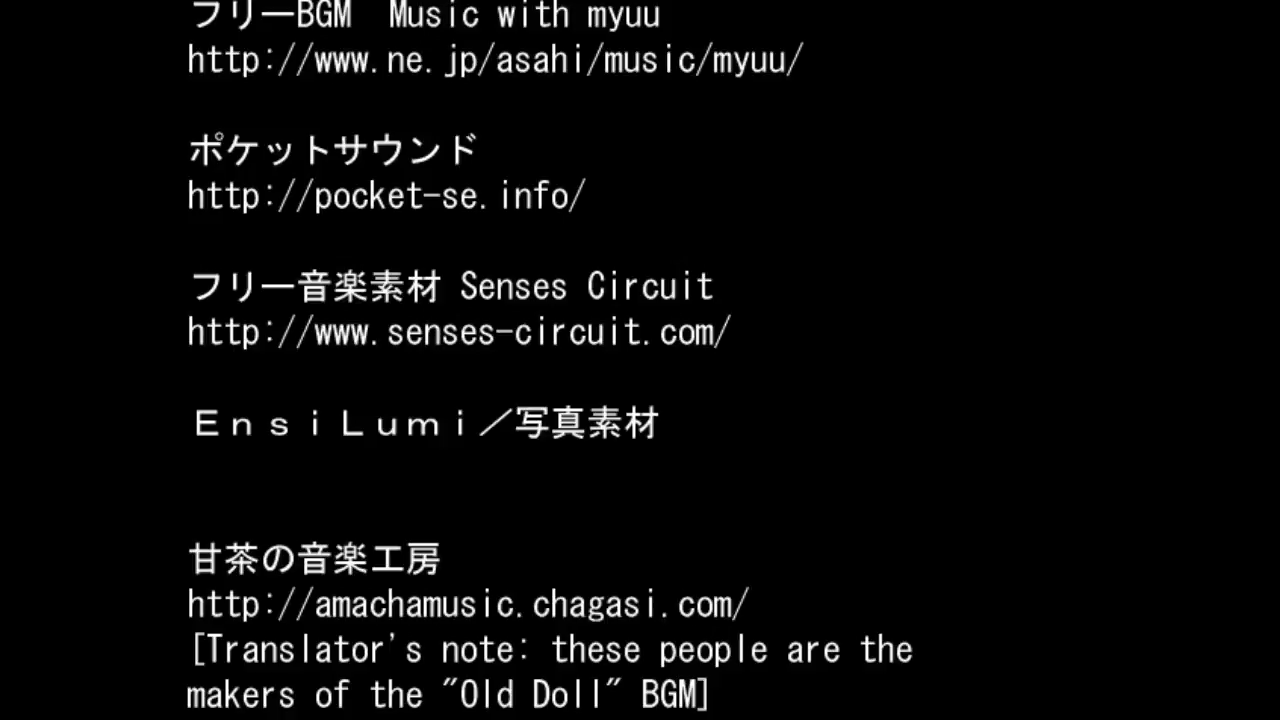 フリーBGM　Music with myuu
http://www.ne.jp/asahi/music/myuu/
ポケットサウンド
http://pocket-se.info/
フリー音楽素材 Senses Circuit
http://www.senses-circuit.com/
ＥｎｓｉＬｕｍｉ／写真素材
甘茶の音楽工房
http://amachamusic.chagasi.com/
[Translator's note: these people are the
makers of the "Old Doll" BGM]